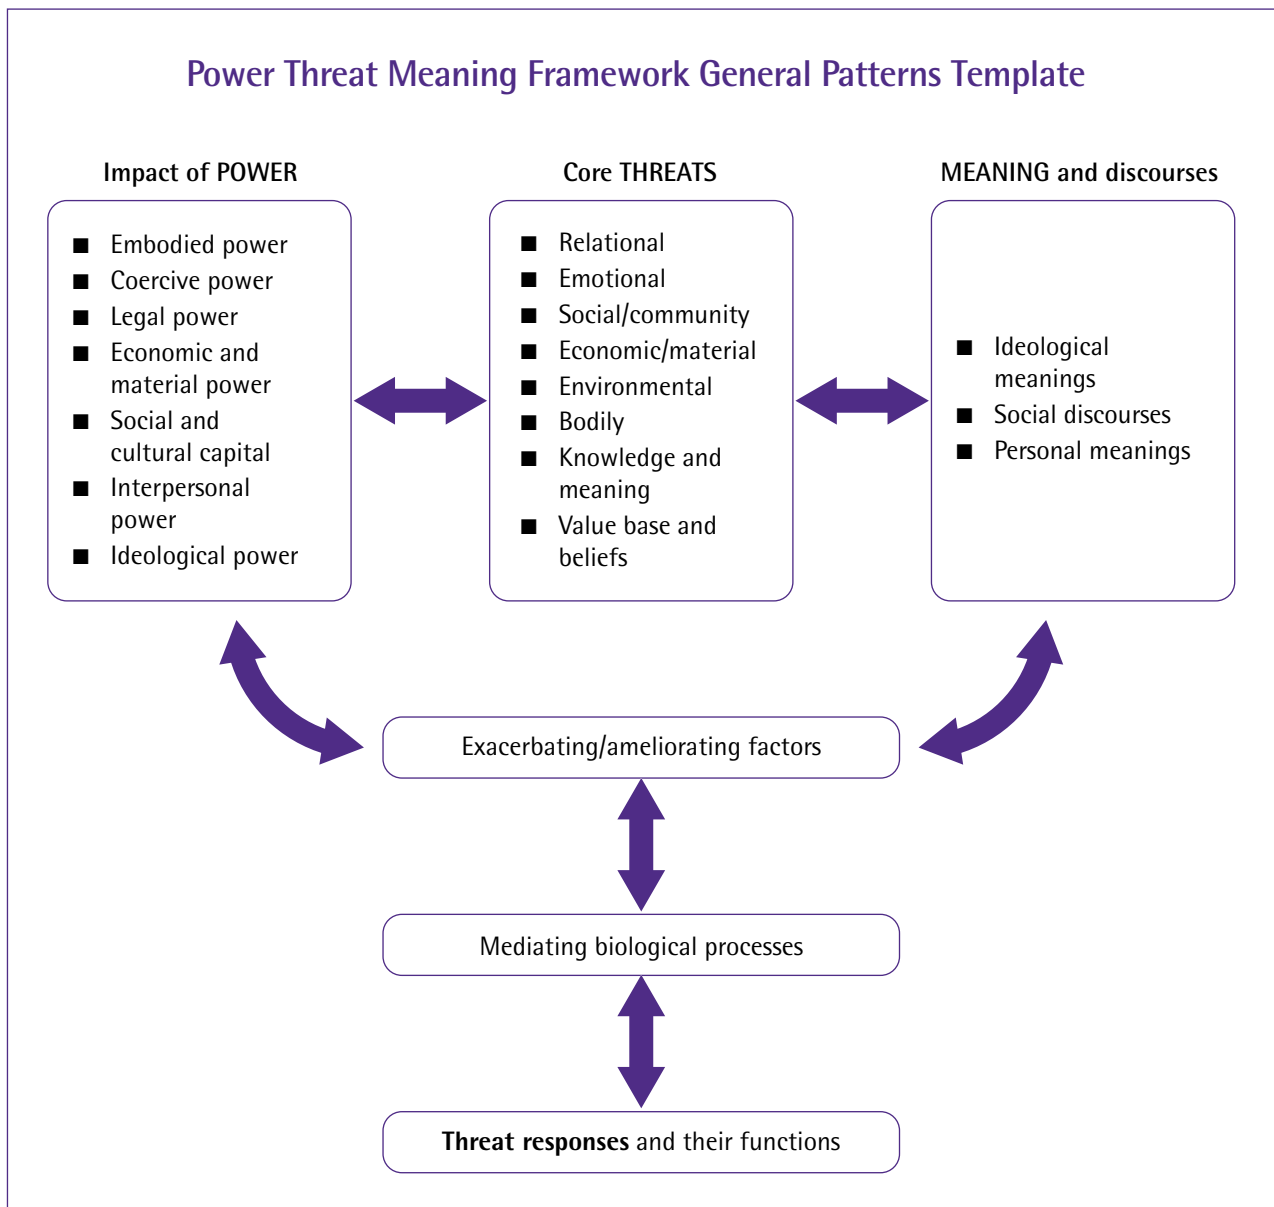 Power Threat Meaning Framework General Patterns Template
Impact of POWER
■ Embodied power
■ Coercive power
■ Legal power
■ Economic and
material power
■ Social and
cultural capital
■ Interpersonal
power
■ Ideological power
Core THREATS
■ Relational
■ Emotional
■ Social/community
■ Economic/material
■ Environmental
■ Bodily
■ Knowledge and
meaning
■ Value base and
beliefs
MEANING and discourses
■ Ideological
meanings
■ Social discourses
■ Personal meanings
Exacerbating/ameliorating factors
Mediating biological processes
Threat responses and their functions